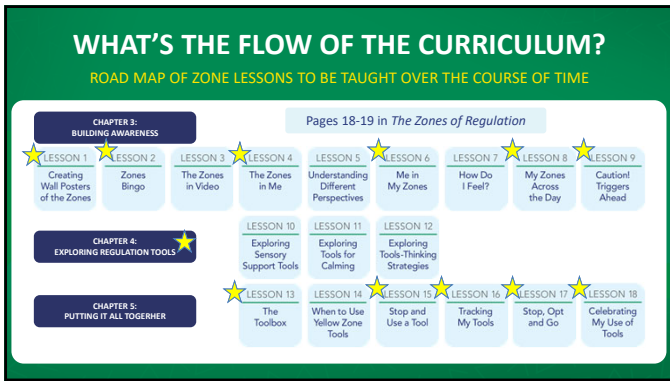 WHAT'S THE FLOW OF THE CURRICULUM?
ROAD MAP OF ZONE LESSONS TO BE TAUGHT OVER THE COURSE OF TIME
CHAPTER 3:
BUILDING AWARENESS
Pages 18-19 in The Zones of Regulation
LESSON 1
Creating
Wall Posters
of the Zones
LESSON 2
Zones
Bingo
LESSON 3
The Zones
in Video
LESSON 4
The Zones
in Me
LESSON 5
Understanding
Different
Perspectives
LESSON 6
Me in
My Zones
LESSON 7
How Do
I Feel?
LESSON 8
My Zones
Across
the Day
LESSON 9
Caution!
Triggers
Ahead
CHAPTER 4:
EXPLORING REGULATION TOOLS
LESSON 10
Exploring
Sensory
Support Tools
LESSON 11
Exploring
Tools for
Calming
LESSON 12
Exploring
Tools-Thinking
Strategies
CHAPTER 5:
PUTTING IT ALL TOGERHER
LESSON 13
The
Toolbox
LESSON 14
When to Use
Yellow Zone
Tools
LESSON 15
Stop and
Use a Tool
LESSON 16
Tracking
My Tools
LESSON 17
Stop, Opt
and Go
LESSON 18
Celebrating
My Use of
Tools